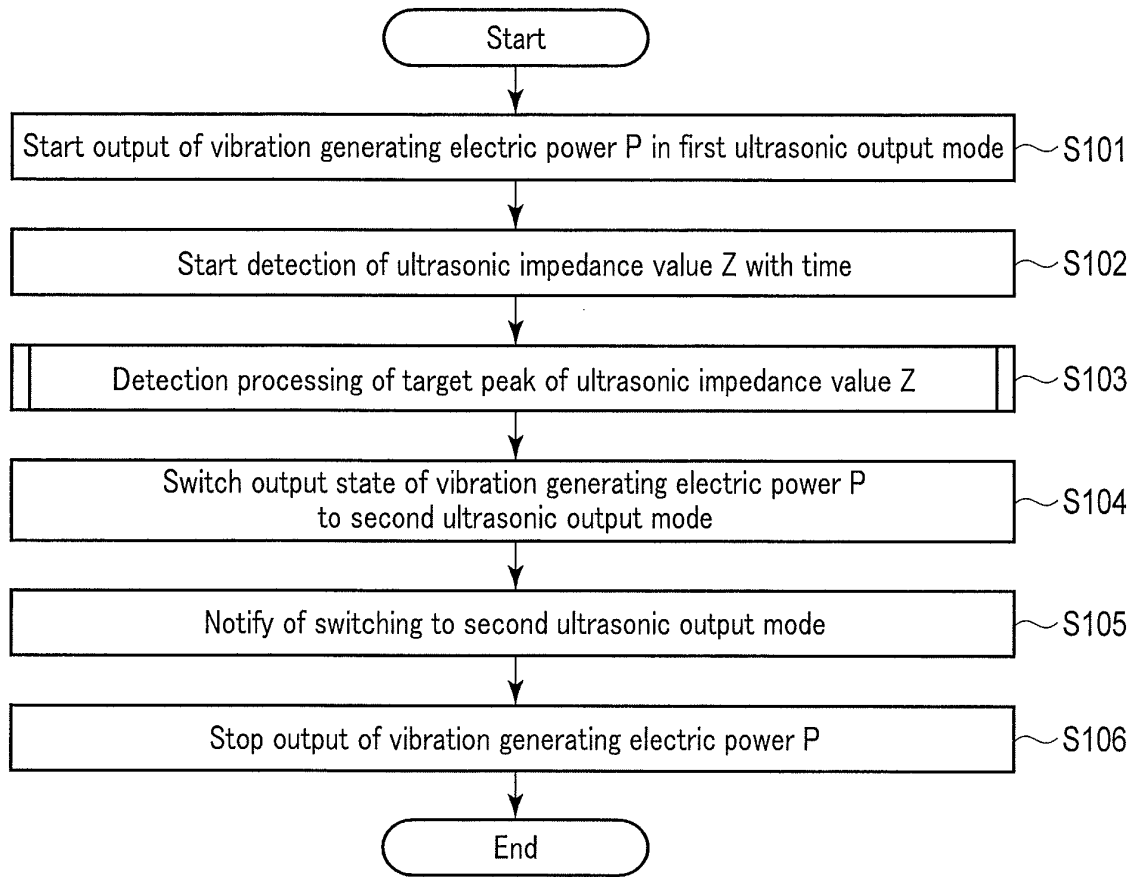 Start
Start output of vibration generating electric power P in first ultrasonic output mode
S101
Start detection of ultrasonic impedance value Z with time
S102
Detection processing of target peak of ultrasonic impedance value Z
S103
Switch output state of vibration generating electric power P
to second ultrasonic output mode
S104
Notify of switching to second ultrasonic output mode
S105
Stop output of vibration generating electric power P
S106
End